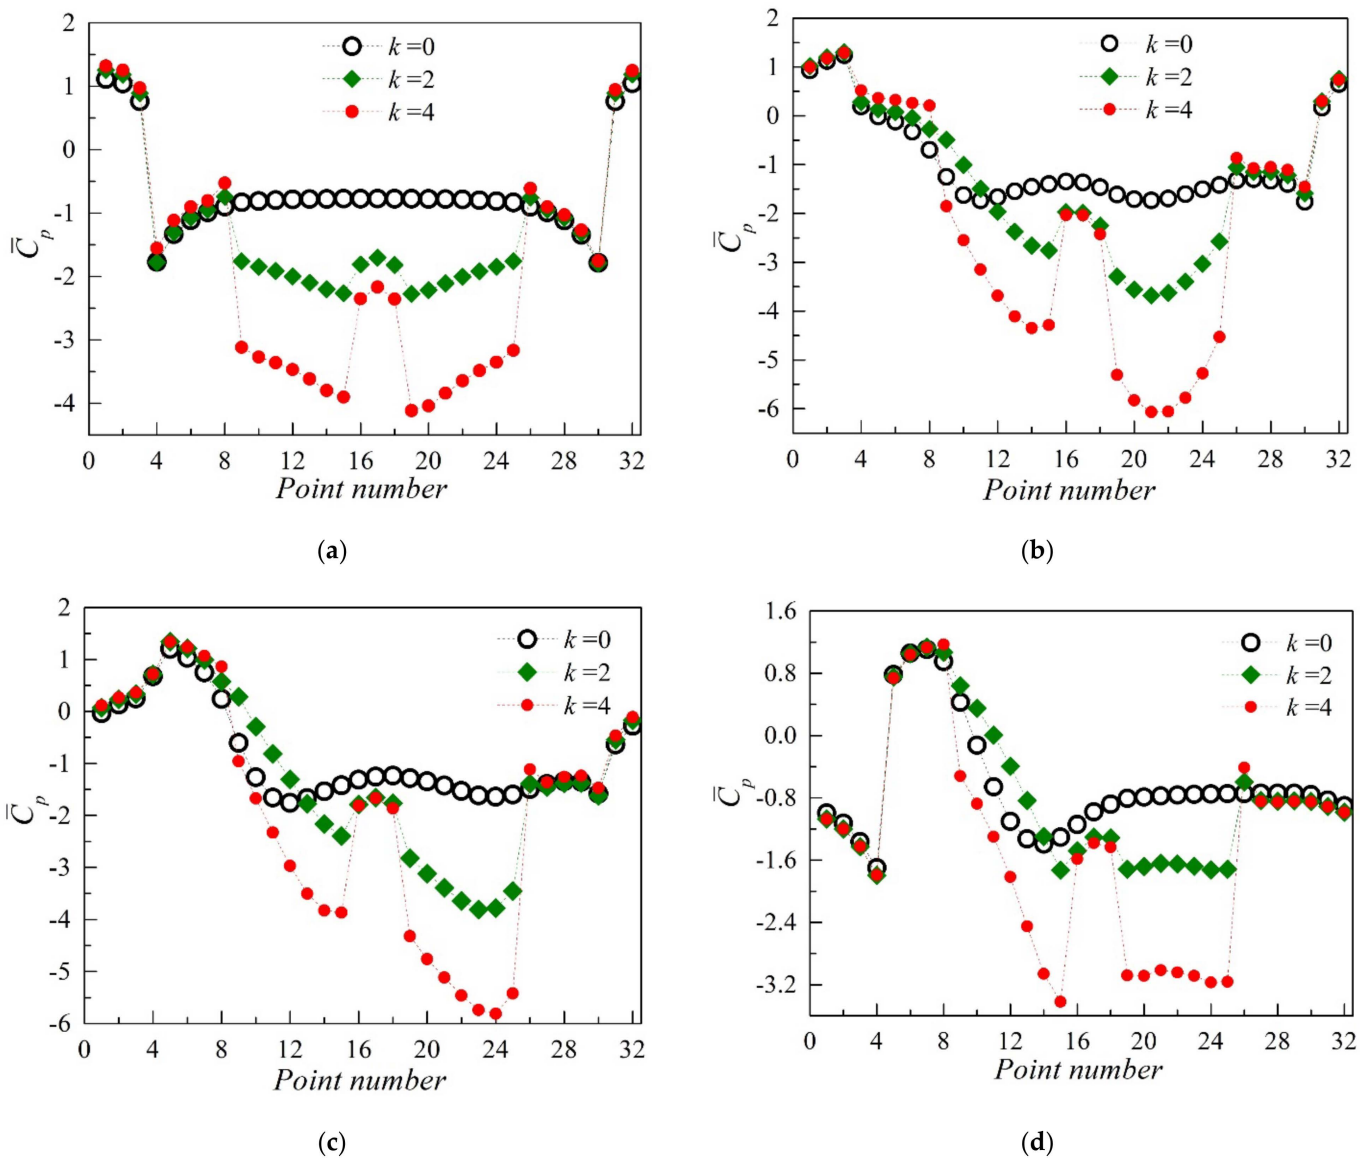 2
1
0
-1
-2
-3
-4
0 4 8 12 16 20 24 28 32
C̅p
Point number
k =0
k =2
k =4
(a)
2
1
0
-1
-2
-3
-4
-5
-6
0 4 8 12 16 20 24 28 32
C̅p
Point number
k =0
k =2
k =4
(b)
2
1
0
-1
-2
-3
-4
-5
-6
0 4 8 12 16 20 24 28 32
C̅p
Point number
k =0
k =2
k =4
(c)
1.6
0.8
0.0
-0.8
-1.6
-2.4
-3.2
0 4 8 12 16 20 24 28 32
C̅p
Point number
k =0
k =2
k =4
(d)